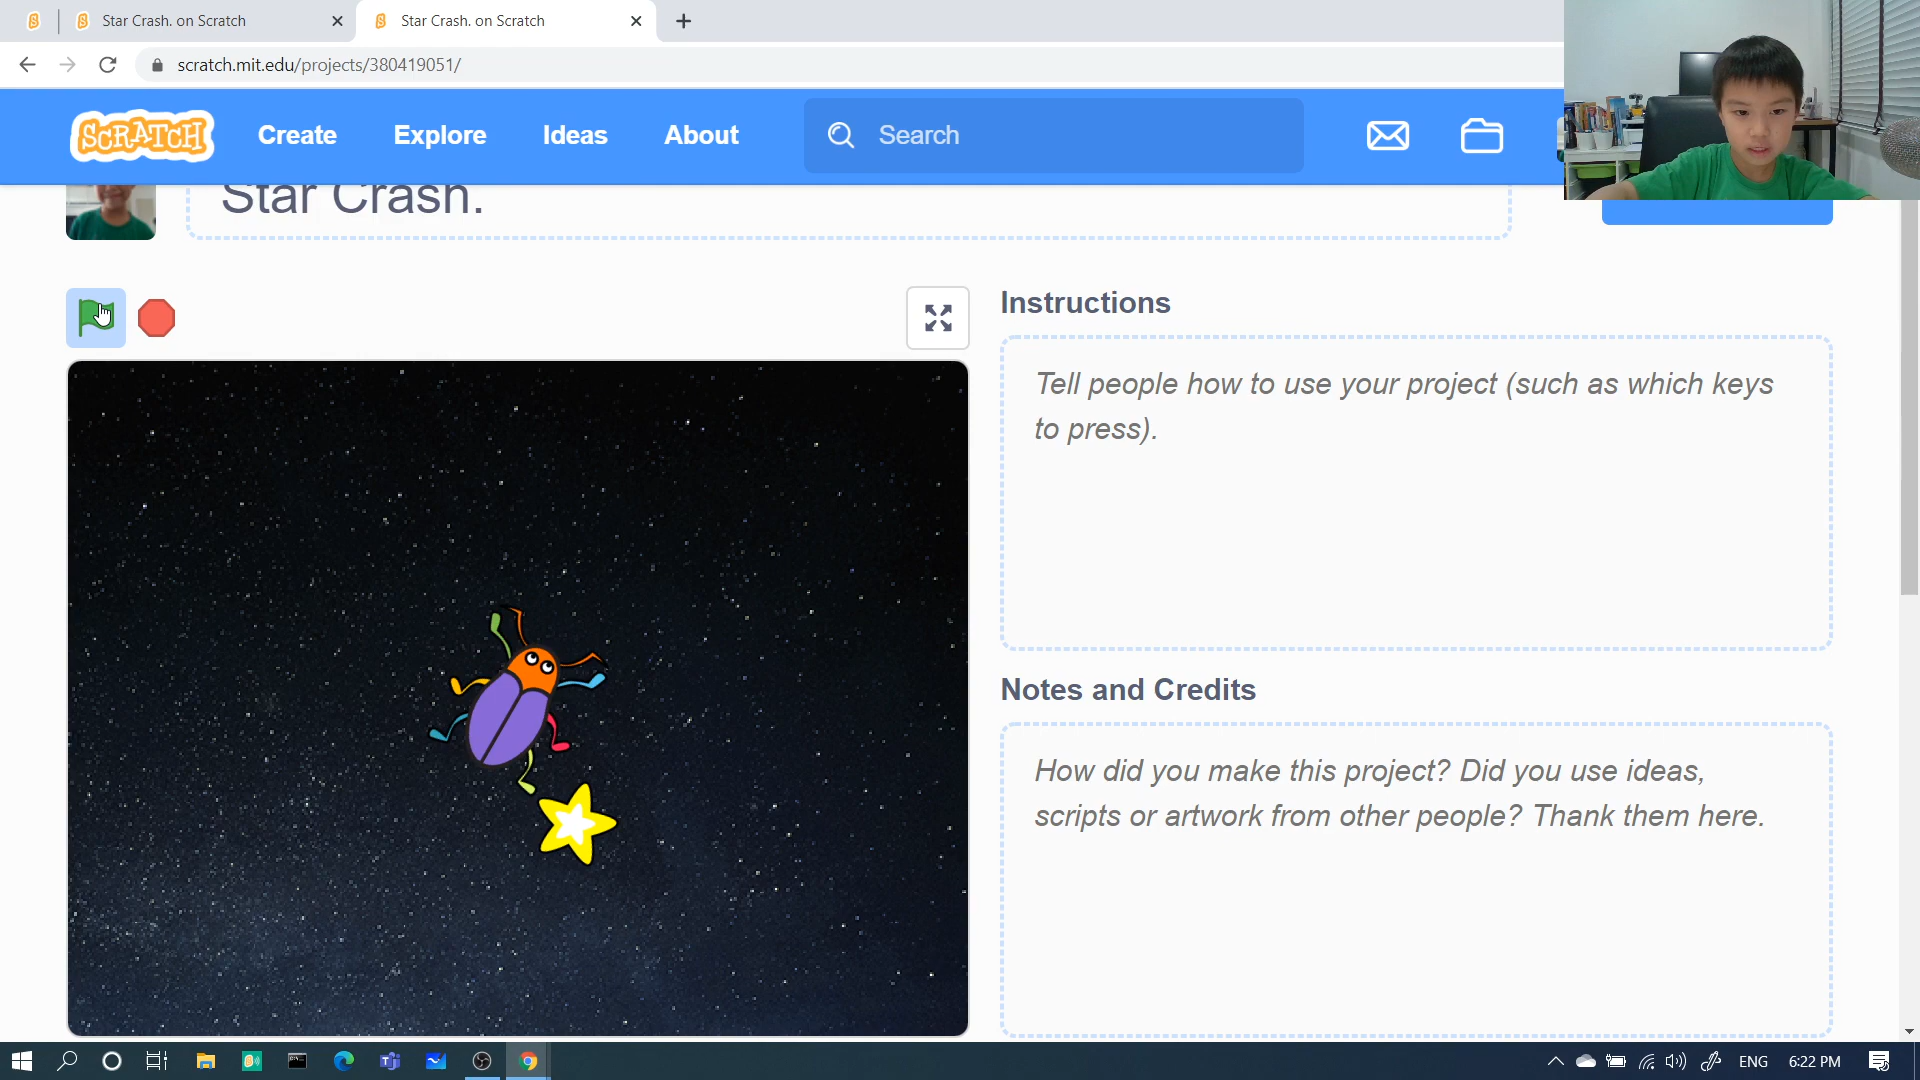 Star Crash. on Scratch
Star Crash. on Scratch
scratch.mit.edu/projects/380419051/
SCRATCH
Create
Explore
Ideas
About
Search
Star Crash.
Instructions
Tell people how to use your project (such as which keys
to press).
Notes and Credits
How did you make this project? Did you use ideas,
scripts or artwork from other people? Thank them here.
ENG
6:22 PM